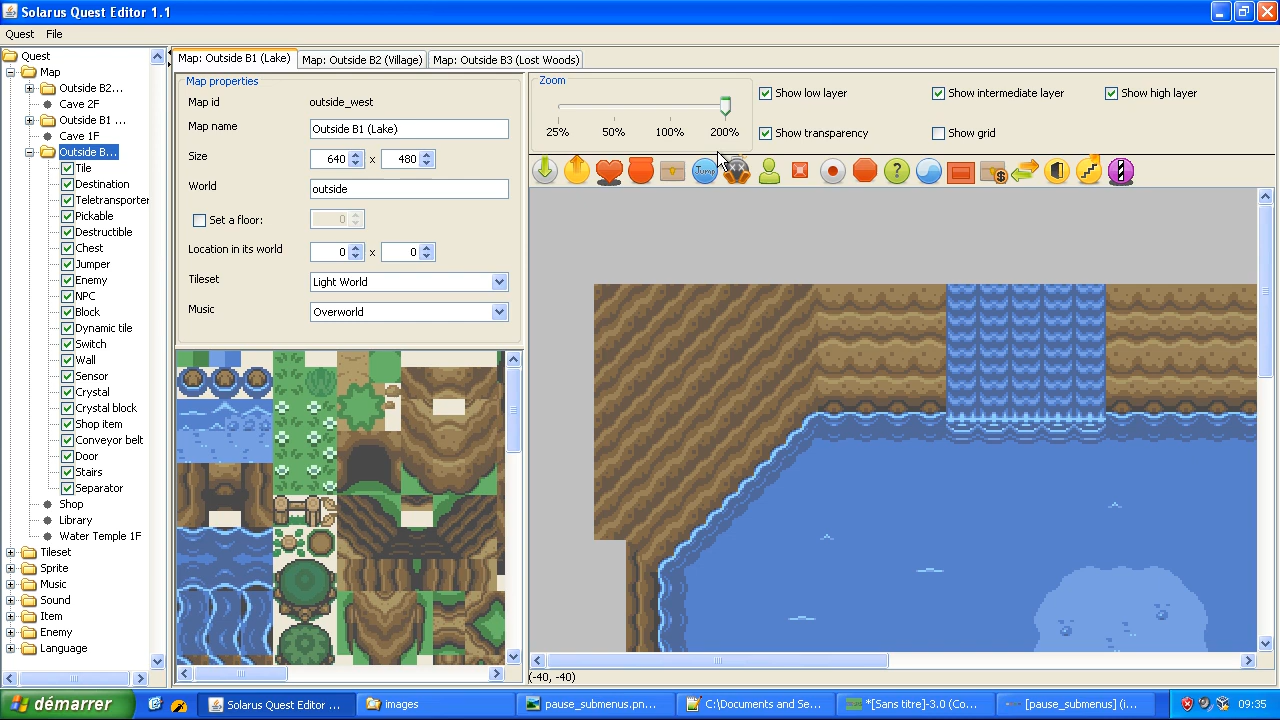 Solarus Quest Editor 1.1
Quest File
Quest
Map
Outside B2...
Cave 2F
Outside B1 ...
Cave 1F
Outside B...
Tile
Destination
Teletransporter
Pickable
Destructible
Chest
Jumper
Enemy
NPC
Block
Dynamic tile
Switch
Wall
Sensor
Crystal
Crystal block
Shop item
Conveyor belt
Door
Stairs
Separator
Shop
Library
Water Temple 1F
Tileset
Sprite
Music
Sound
Item
Enemy
Language
Map: Outside B1 (Lake) Map: Outside B2 (Village) Map: Outside B3 (Lost Woods)
Map properties
Map id outside_west
Map name Outside B1 (Lake)
Size 640 x 480
World outside
Set a floor: 0
Location in its world 0 x 0
Tileset Light World
Music Overworld
Zoom
25% 50% 100% 200%
Show low layer Show intermediate layer Show high layer
Show transparency Show grid
Jump ? $
(-40, -40)
démarrer Solarus Quest Editor ... images pause_submenus.pn... C:\Documents and Se... *[Sans titre]-3.0 (Co... [pause_submenus] (i... 09:35